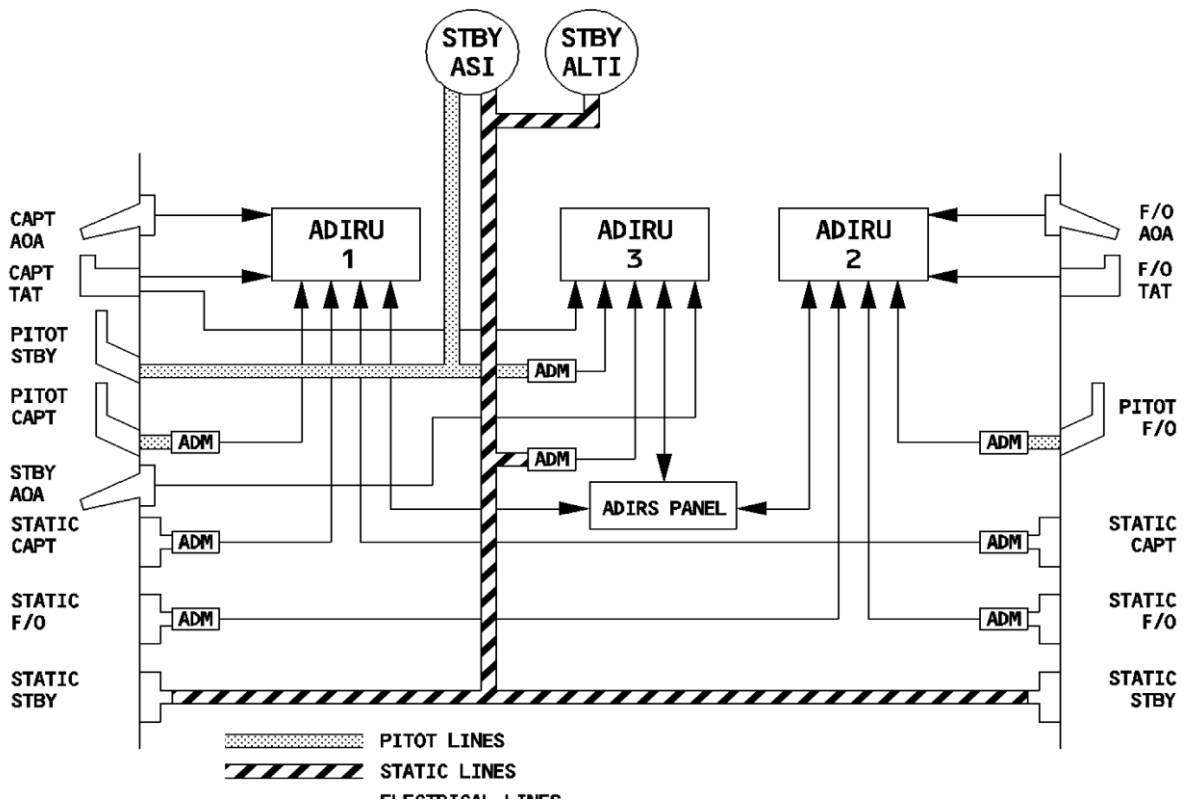 STBY
ASI
STBY
ALTI
CAPT
AOA
ADIRU
1
ADIRU
3
ADIRU
2
F/O
AOA
CAPT
TAT
F/O
TAT
PITOT
STBY
ADM
PITOT
CAPT
ADM
ADM
PITOT
F/O
STBY
AOA
ADM
ADIRS PANEL
STATIC
CAPT
ADM
ADM
STATIC
CAPT
STATIC
F/O
ADM
ADM
STATIC
F/O
STATIC
STBY
STATIC
STBY
PITOT LINES
STATIC LINES
ELECTRICAL LINES